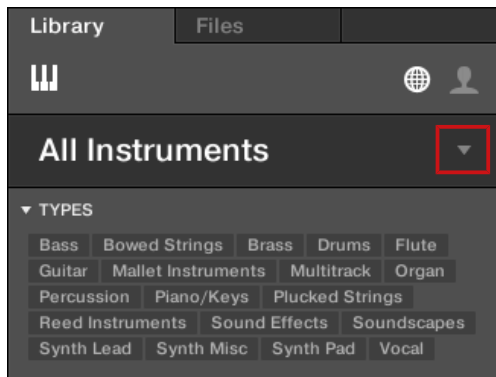 Library Files
All Instruments
TYPES
Bass Bowed Strings Brass Drums Flute
Guitar Mallet Instruments Multitrack Organ
Percussion Piano/Keys Plucked Strings
Reed Instruments Sound Effects Soundscapes
Synth Lead Synth Misc Synth Pad Vocal